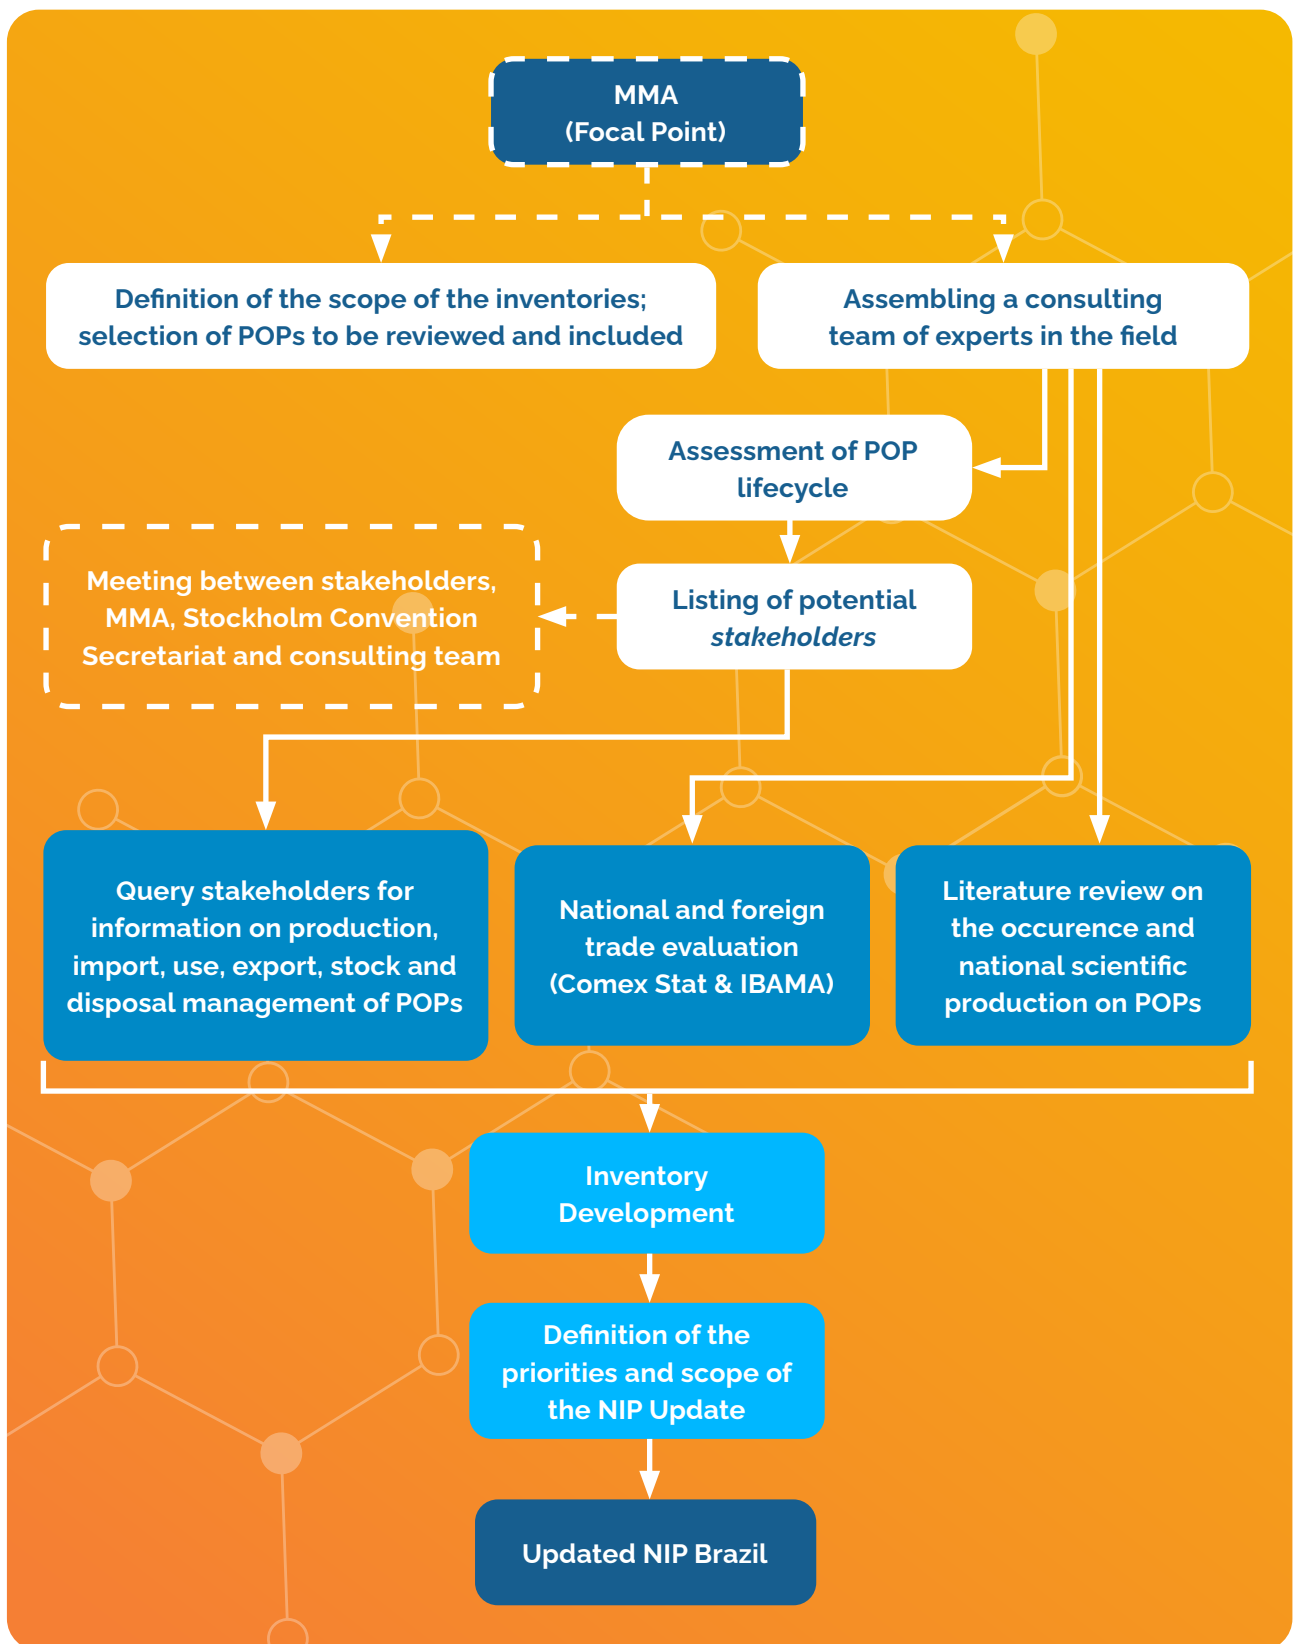 MMA
(Focal Point)
Definition of the scope of the inventories;
selection of POPs to be reviewed and included
Assembling a consulting
team of experts in the field
Assessment of POP
lifecycle
Meeting between stakeholders,
MMA, Stockholm Convention
Secretariat and consulting team
Listing of potential
stakeholders
Query stakeholders for
information on production,
import, use, export, stock and
disposal management of POPs
National and foreign
trade evaluation
(Comex Stat & IBAMA)
Literature review on
the occurence and
national scientific
production on POPs
Inventory
Development
Definition of the
priorities and scope of
the NIP Update
Updated NIP Brazil